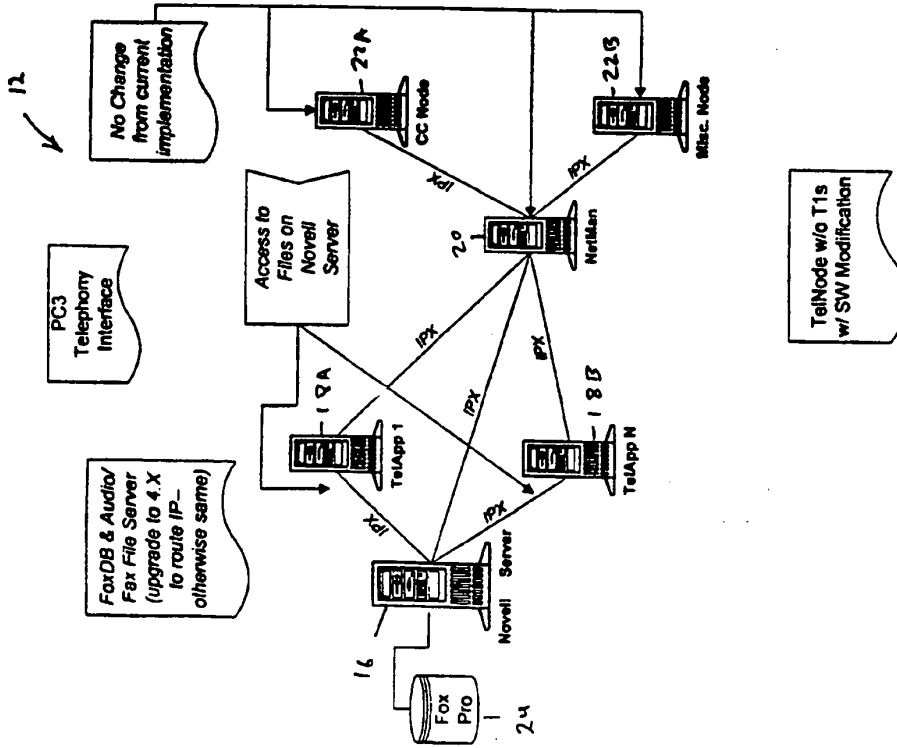 12
No Change
from current
implementation
22A
CC Node
22B
Misc. Node
PC3
Telephony
Interface
Access to
Files on
Novell
Server
IPX
IPX
20
NetMan
TelNode w/o T1s
w/ SW Modification
FoxDB & Audio/
Fax File Server
(upgrade to 4.X
to route IP_
otherwise same)
18A
TelApp 1
IPX
IPX
IPX
18B
TelApp N
IPX
IPX
16
Novell Server
Fox
Pro
24